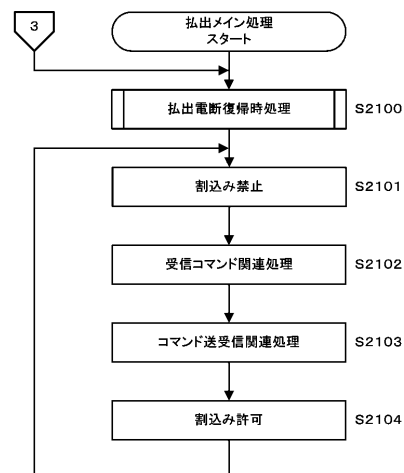 3
払出メイン処理
スタート
払出電断復帰時処理 S2100
割込み禁止 S2101
受信コマンド関連処理 S2102
コマンド送受信関連処理 S2103
割込み許可 S2104